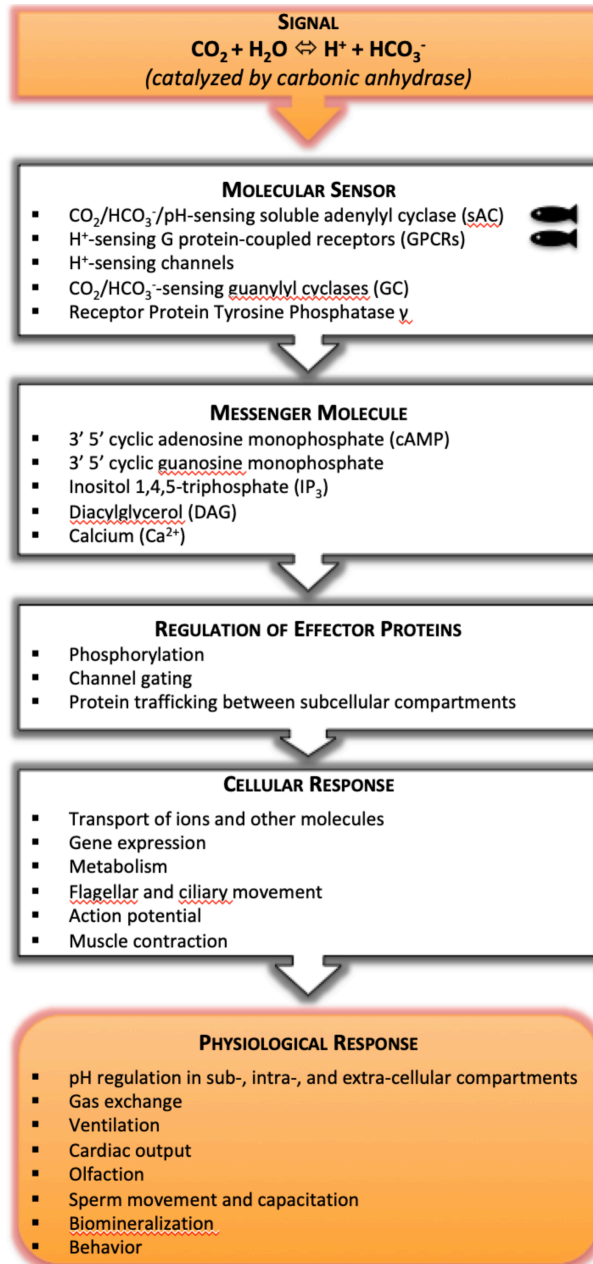 SIGNAL
CO₂ + H₂O ⇔ H⁺ + HCO₃⁻
(catalyzed by carbonic anhydrase)
MOLECULAR SENSOR
▪ CO₂/HCO₃⁻/pH-sensing soluble adenylyl cyclase (sAC)
▪ H⁺-sensing G protein-coupled receptors (GPCRs)
▪ H⁺-sensing channels
▪ CO₂/HCO₃⁻-sensing guanylyl cyclases (GC)
▪ Receptor Protein Tyrosine Phosphatase γ
MESSENGER MOLECULE
▪ 3′ 5′ cyclic adenosine monophosphate (cAMP)
▪ 3′ 5′ cyclic guanosine monophosphate
▪ Inositol 1,4,5-triphosphate (IP₃)
▪ Diacylglycerol (DAG)
▪ Calcium (Ca²⁺)
REGULATION OF EFFECTOR PROTEINS
▪ Phosphorylation
▪ Channel gating
▪ Protein trafficking between subcellular compartments
CELLULAR RESPONSE
▪ Transport of ions and other molecules
▪ Gene expression
▪ Metabolism
▪ Flagellar and ciliary movement
▪ Action potential
▪ Muscle contraction
PHYSIOLOGICAL RESPONSE
▪ pH regulation in sub-, intra-, and extra-cellular compartments
▪ Gas exchange
▪ Ventilation
▪ Cardiac output
▪ Olfaction
▪ Sperm movement and capacitation
▪ Biomineralization
▪ Behavior